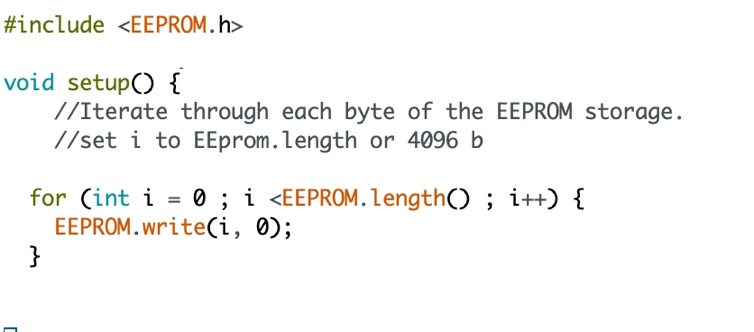 #include <EEPROM.h>
void setup() {
//Iterate through each byte of the EEPROM storage.
//set i to EEprom.length or 4096 b
for (int i = 0 ; i <EEPROM.length() ; i++) {
EEPROM.write(i, 0);
}